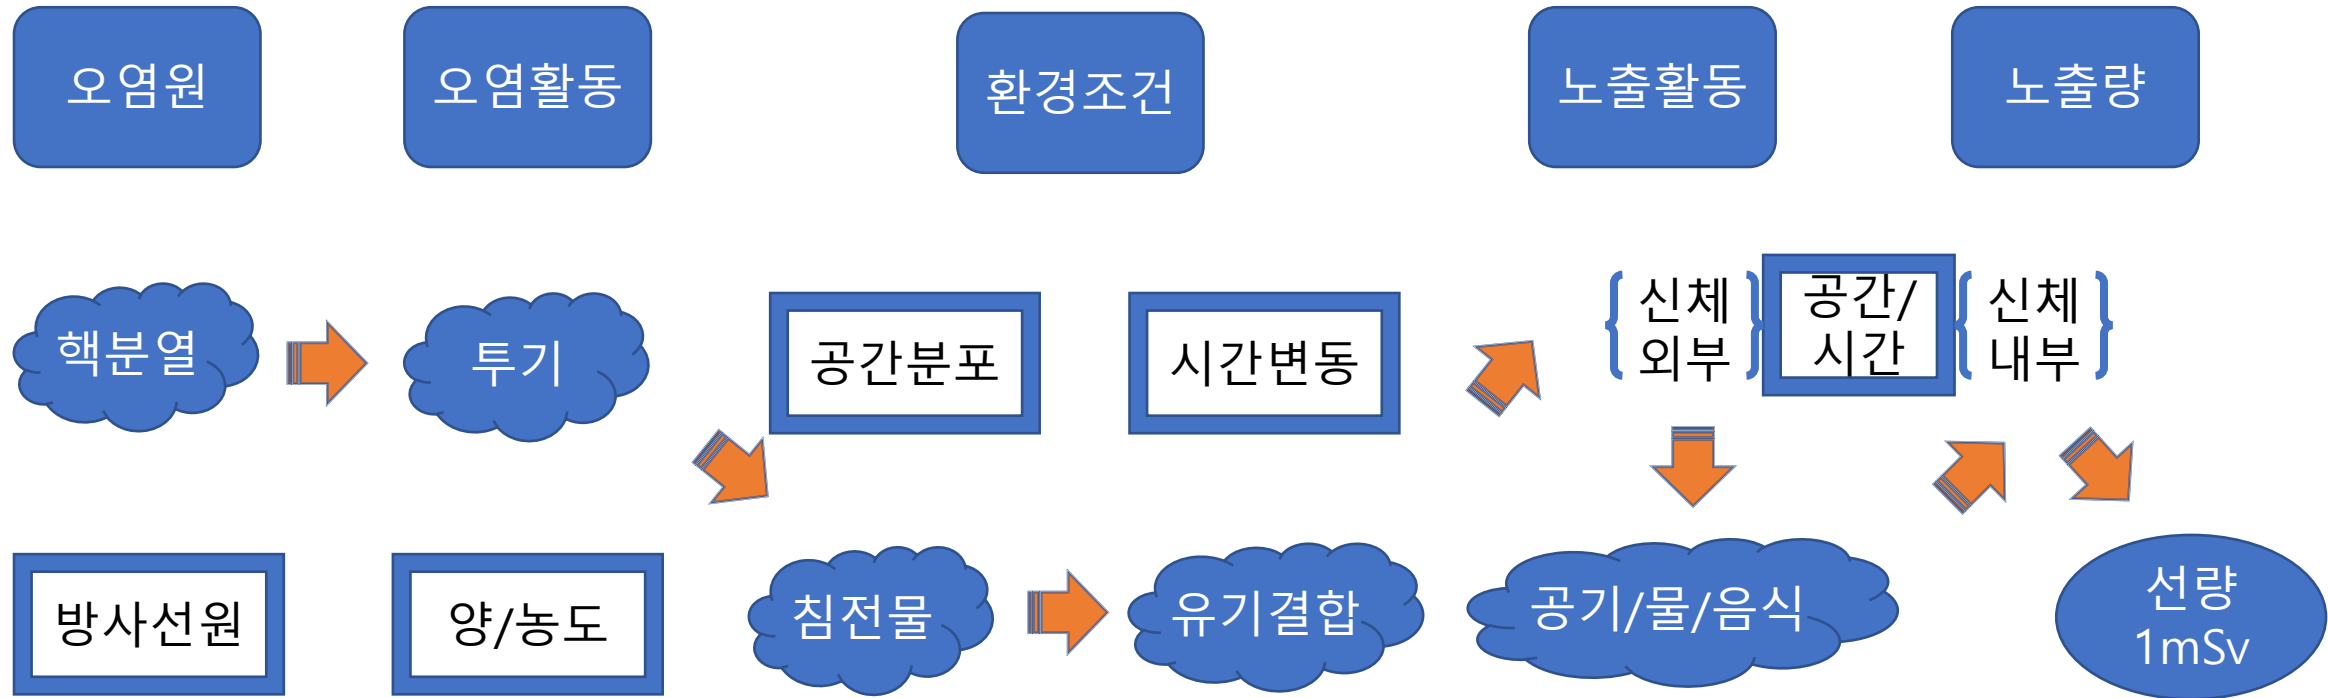 오염원
오염활동
환경조건
노출활동
노출량
핵분열
투기
공간분포
시간변동
신체
외부
공간/
시간
신체
내부
방사선원
양/농도
침전물
유기결합
공기/물/음식
선량
1mSv